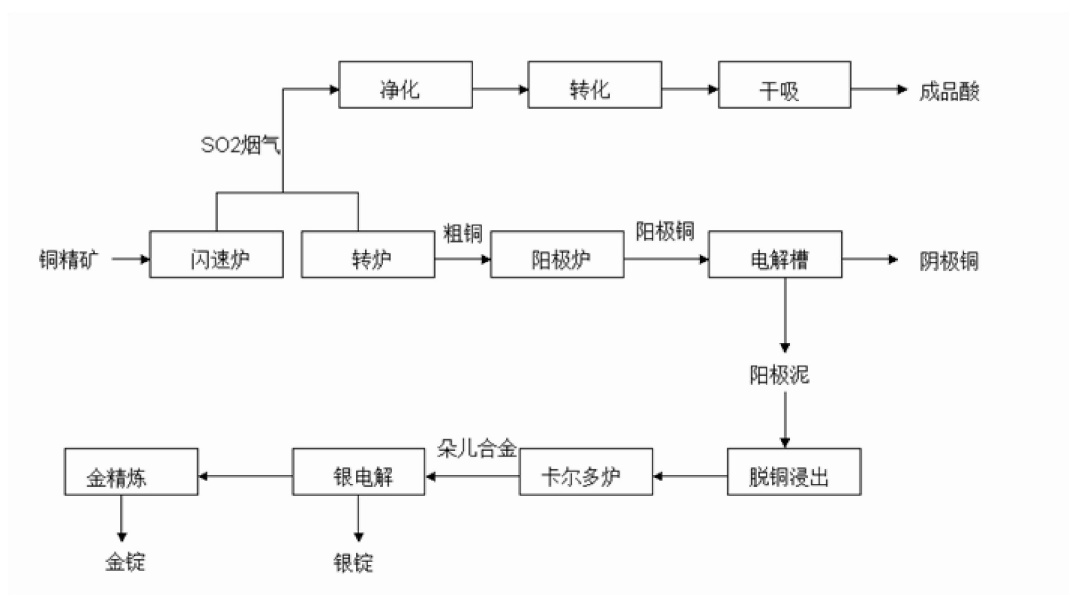 净化
转化
干吸
成品酸
SO2烟气
粗铜
阳极铜
铜精矿
闪速炉
转炉
阳极炉
电解槽
阴极铜
阳极泥
朵儿合金
金精炼
银电解
卡尔多炉
脱铜浸出
金锭
银锭